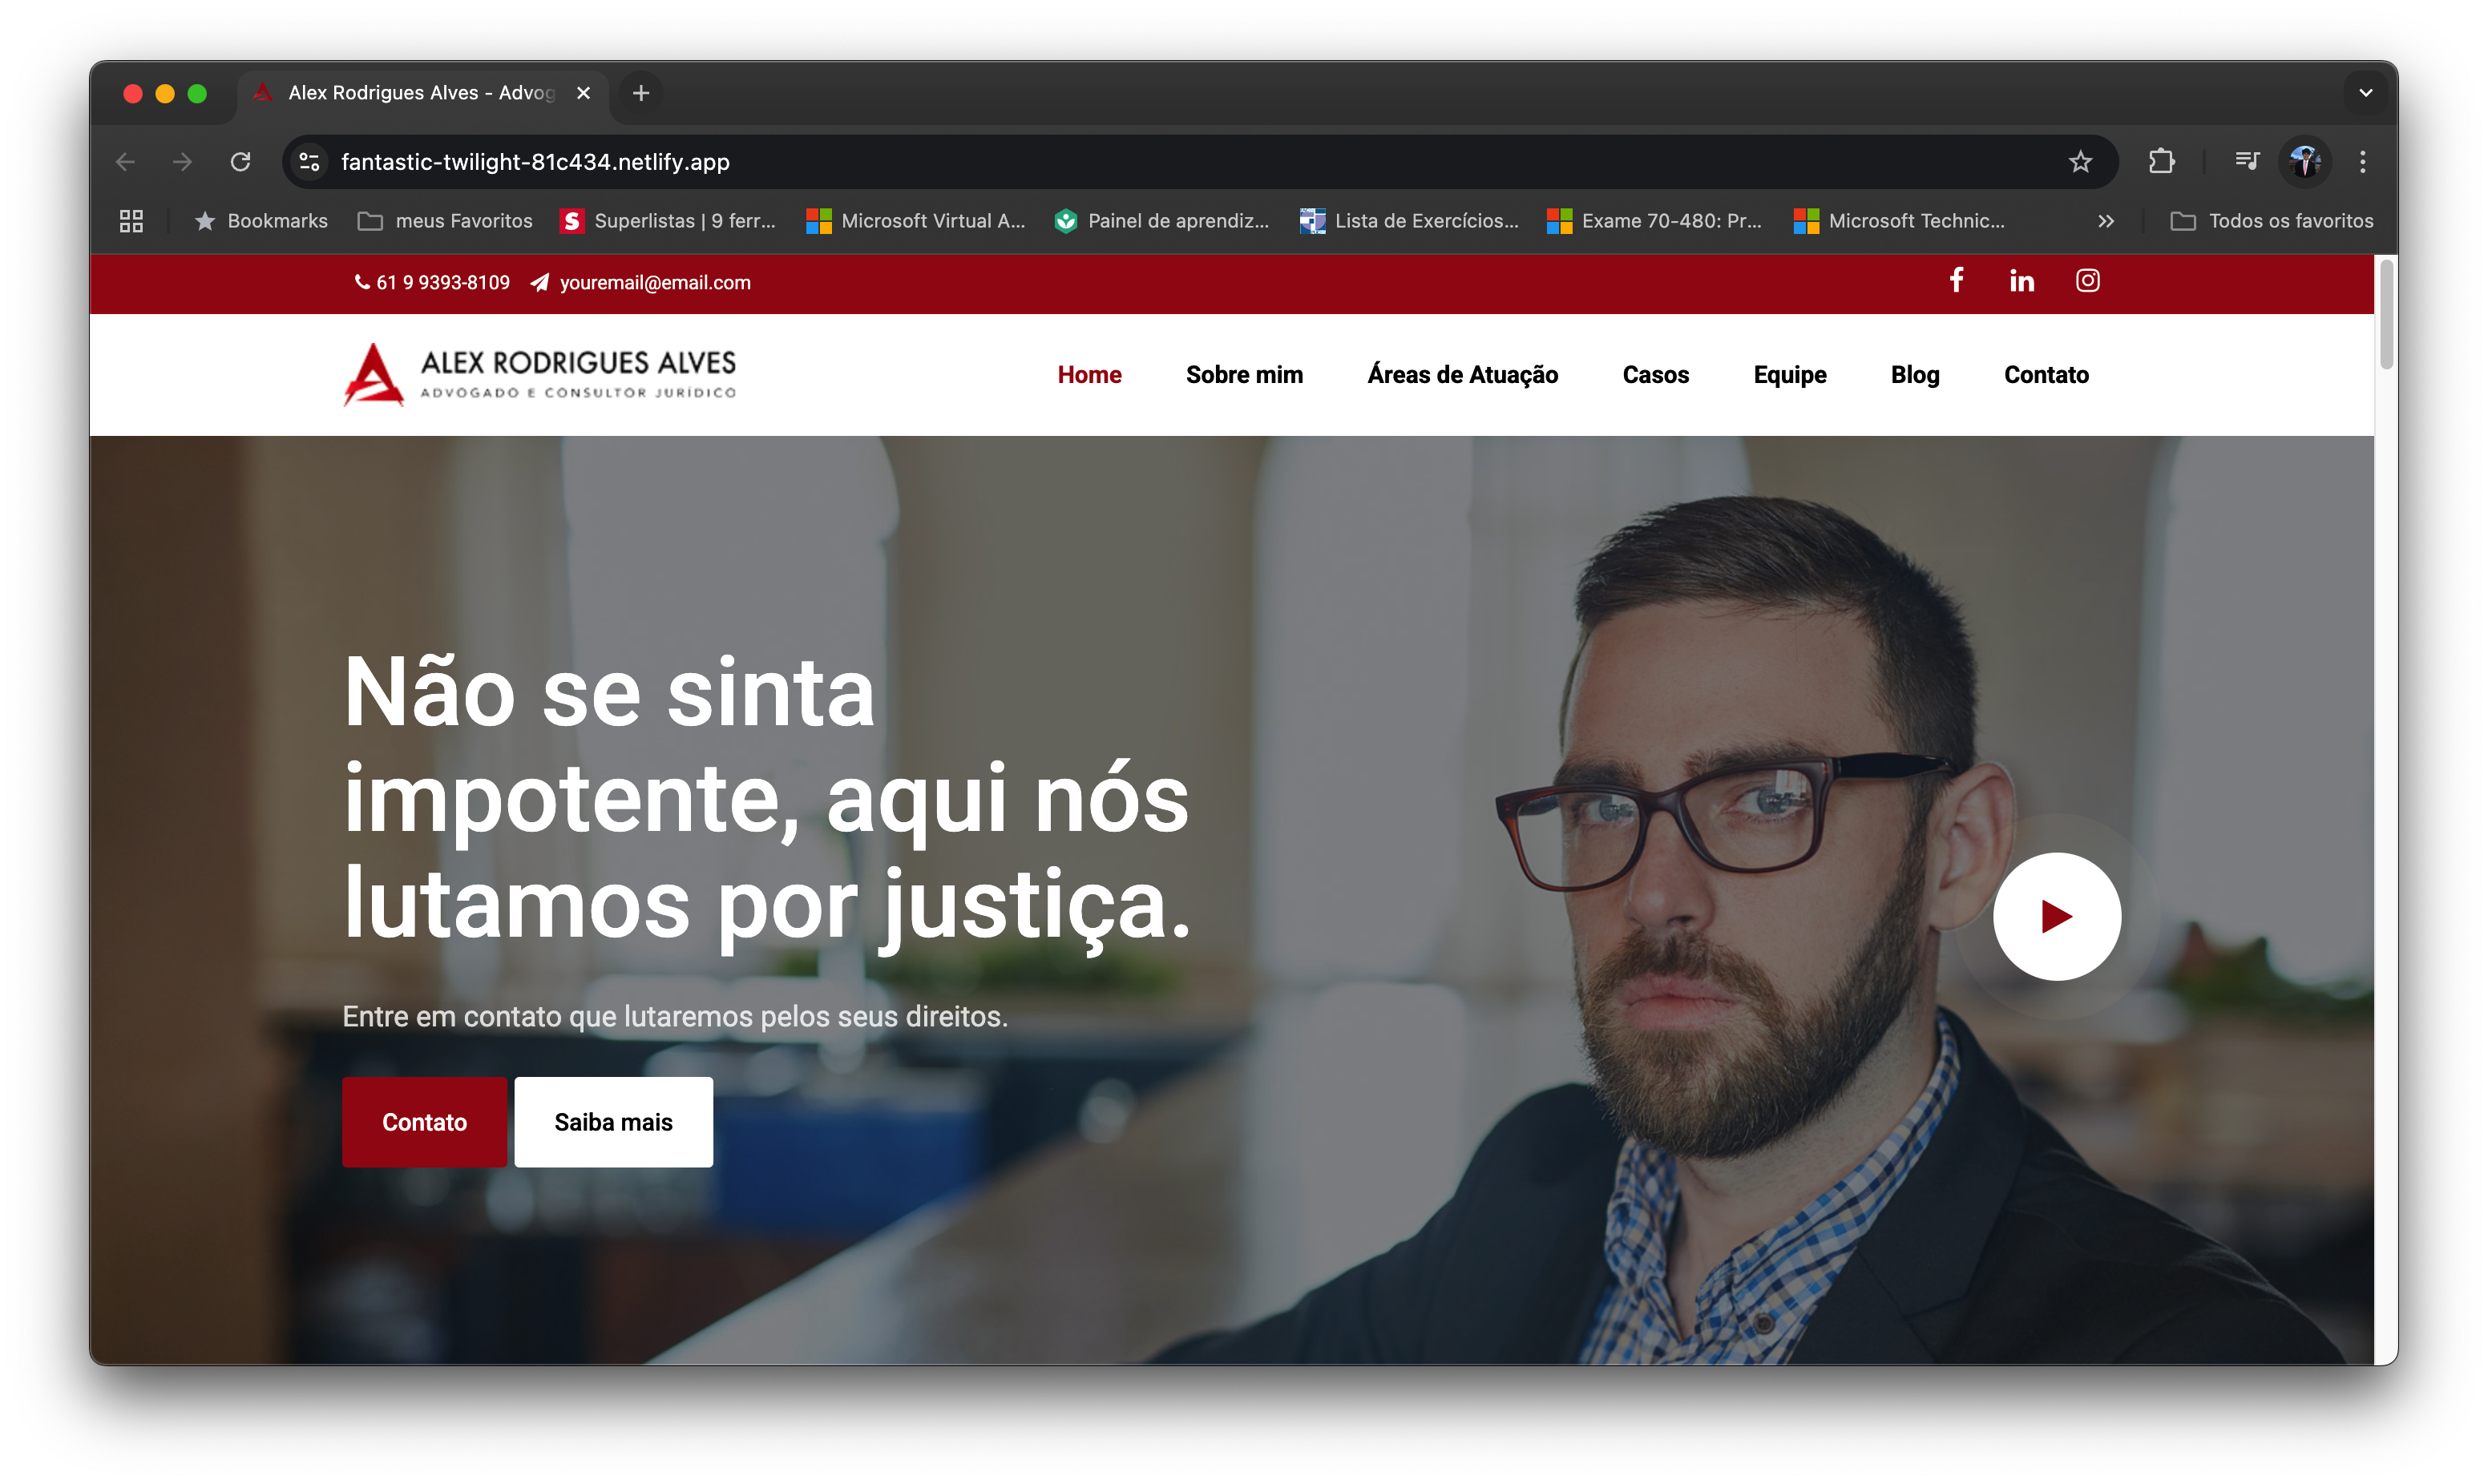 Alex Rodrigues Alves - Advog
fantastic-twilight-81c434.netlify.app
Bookmarks
meus Favoritos
Superlistas | 9 ferr...
Microsoft Virtual A...
Painel de aprendiz...
Lista de Exercícios...
Exame 70-480: Pr...
Microsoft Technic...
Todos os favoritos
61 9 9393-8109
youremail@email.com
ALEX RODRIGUES ALVES
ADVOGADO E CONSULTOR JURÍDICO
Home
Sobre mim
Áreas de Atuação
Casos
Equipe
Blog
Contato
Não se sinta
impotente, aqui nós
lutamos por justiça.
Entre em contato que lutaremos pelos seus direitos.
Contato
Saiba mais